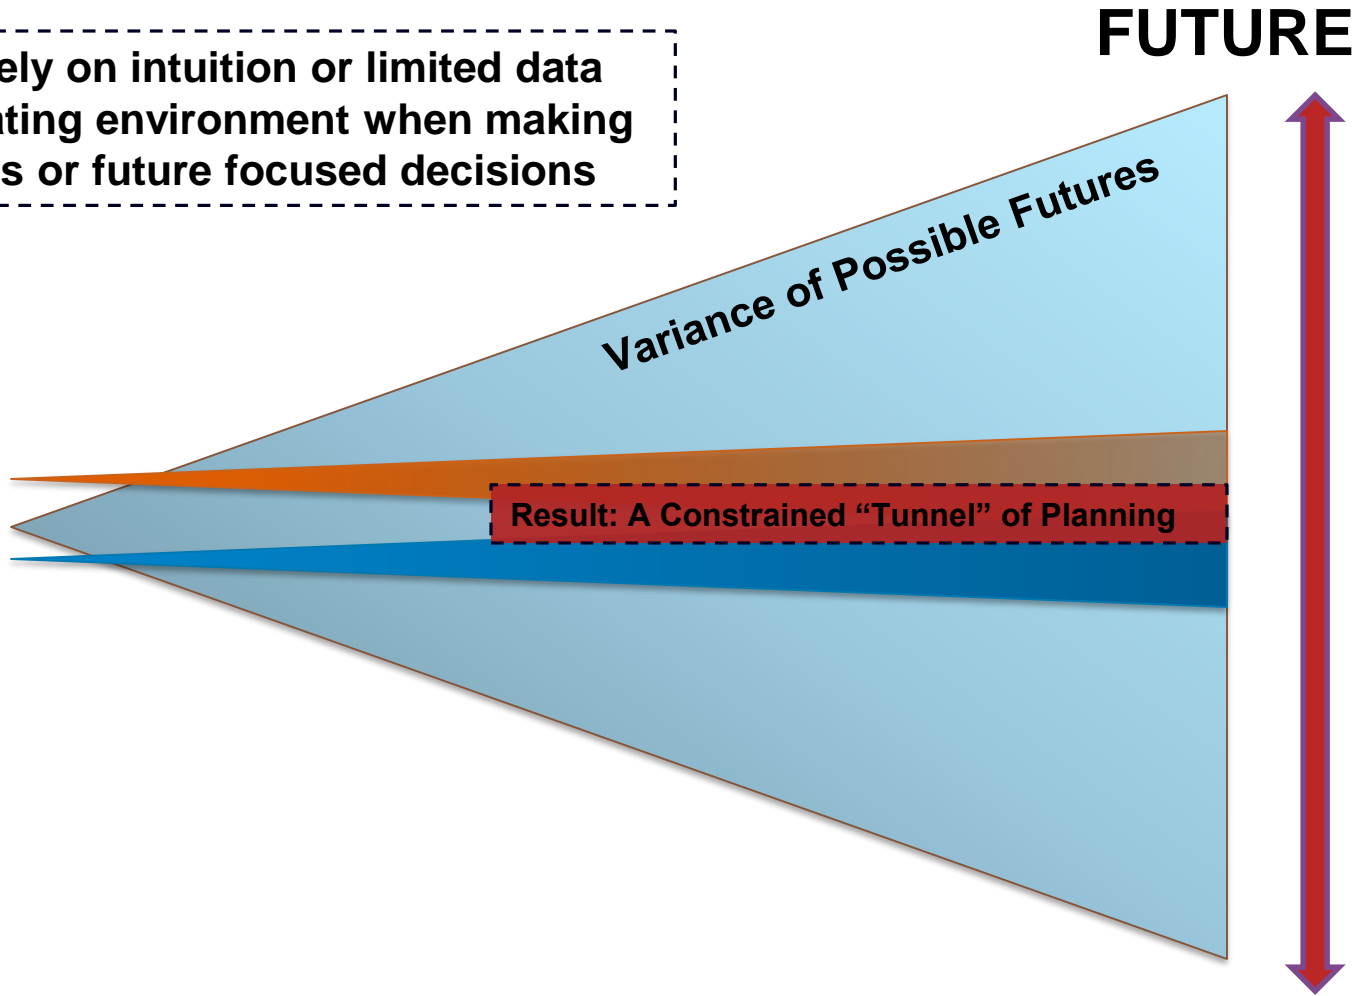 FUTURE
ely on intuition or limited data
ating environment when making
s or future focused decisions
Variance of Possible Futures
Result: A Constrained “Tunnel” of Planning